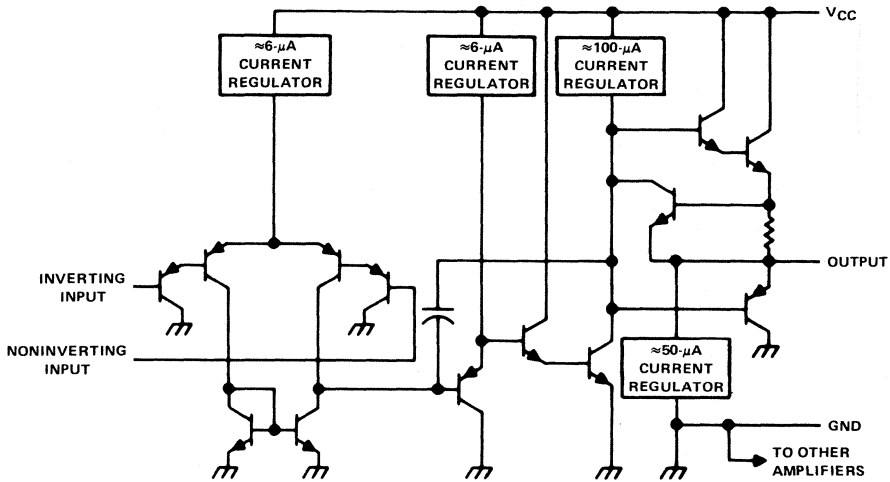 VCC
≈6-μA
CURRENT
REGULATOR
≈6-μA
CURRENT
REGULATOR
≈100-μA
CURRENT
REGULATOR
INVERTING
INPUT
OUTPUT
NONINVERTING
INPUT
≈50-μA
CURRENT
REGULATOR
GND
TO OTHER
AMPLIFIERS